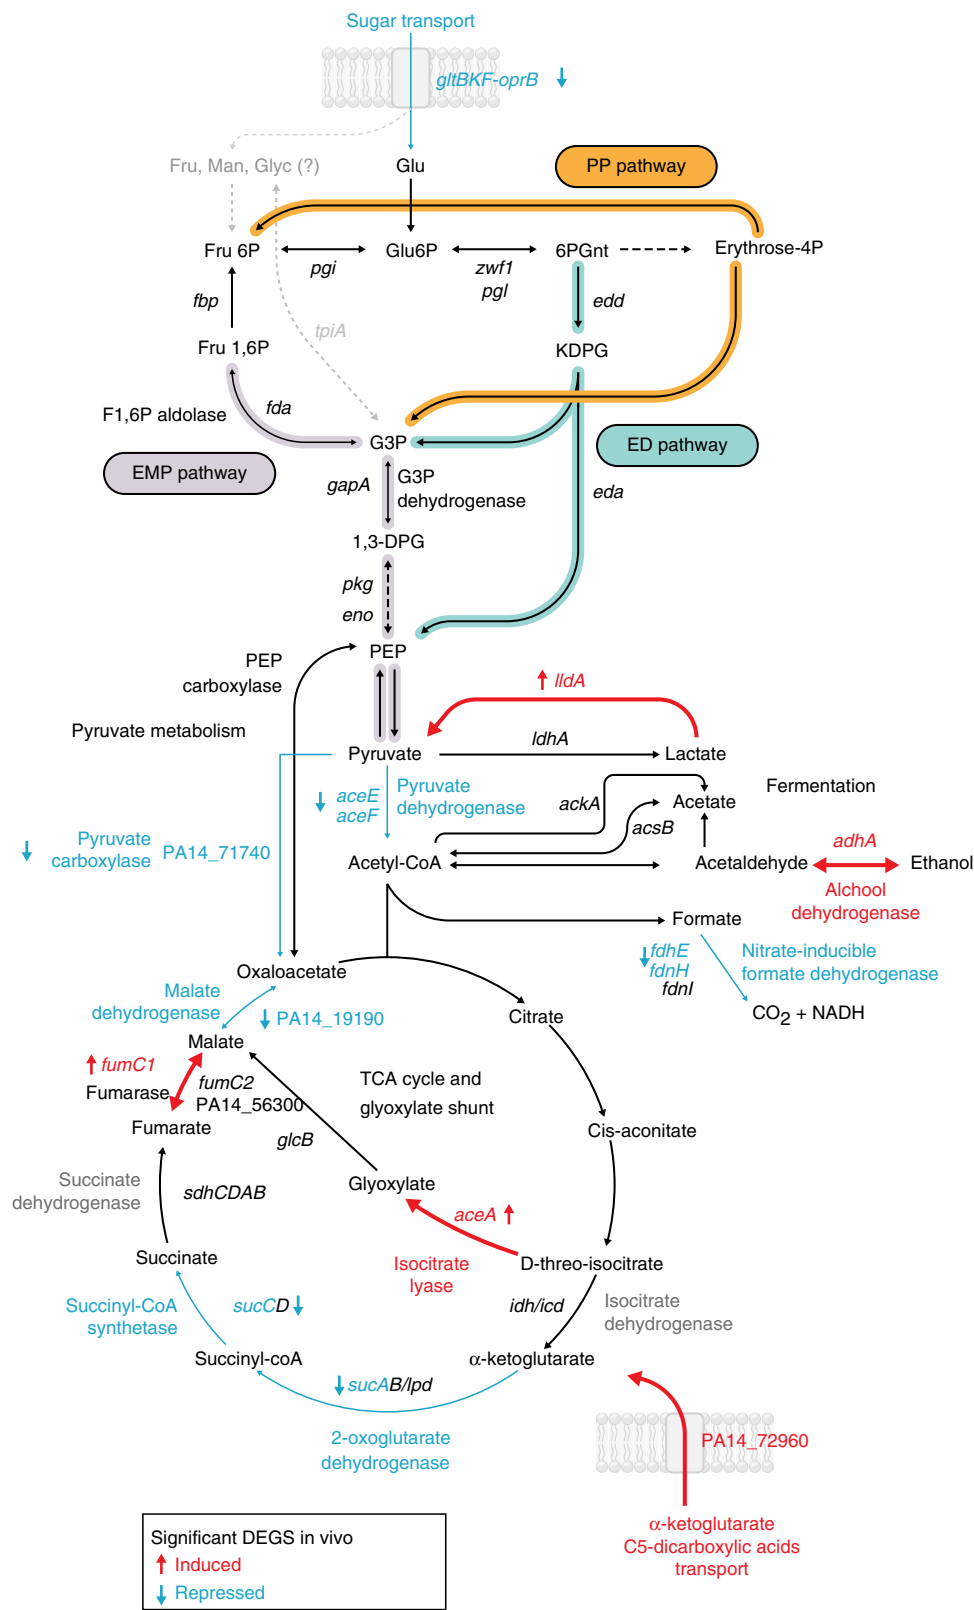 Sugar transport
gltBKF-oprB
Fru, Man, Glyc (?)
Glu
PP pathway
Fru 6P
pgi
Glu6P
zwf1
pgl
6PGnt
Erythrose-4P
fbp
edd
tpiA
Fru 1,6P
KDPG
F1,6P aldolase
fda
G3P
ED pathway
EMP pathway
gapA
G3P
dehydrogenase
eda
1,3-DPG
pkg
eno
PEP
PEP
carboxylase
lldA
Pyruvate metabolism
Pyruvate
ldhA
Lactate
aceE
aceF
Pyruvate
dehydrogenase
Fermentation
ackA
Acetate
acsB
Pyruvate
carboxylase
PA14_71740
Acetyl-CoA
Acetaldehyde
adhA
Ethanol
Alchool
dehydrogenase
Formate
fdhE
fdnH
fdnI
Nitrate-inducible
formate dehydrogenase
Oxaloacetate
CO2 + NADH
Malate
dehydrogenase
PA14_19190
Citrate
Malate
fumC1
Fumarase
fumC2
PA14_56300
TCA cycle and
glyoxylate shunt
Fumarate
glcB
Cis-aconitate
Succinate
dehydrogenase
sdhCDAB
Glyoxylate
aceA
Succinate
Isocitrate
lyase
D-threo-isocitrate
Succinyl-CoA
synthetase
sucCD
idh/icd
Isocitrate
dehydrogenase
Succinyl-coA
α-ketoglutarate
sucAB/lpd
2-oxoglutarate
dehydrogenase
PA14_72960
α-ketoglutarate
C5-dicarboxylic acids
transport
Significant DEGS in vivo
Induced
Repressed